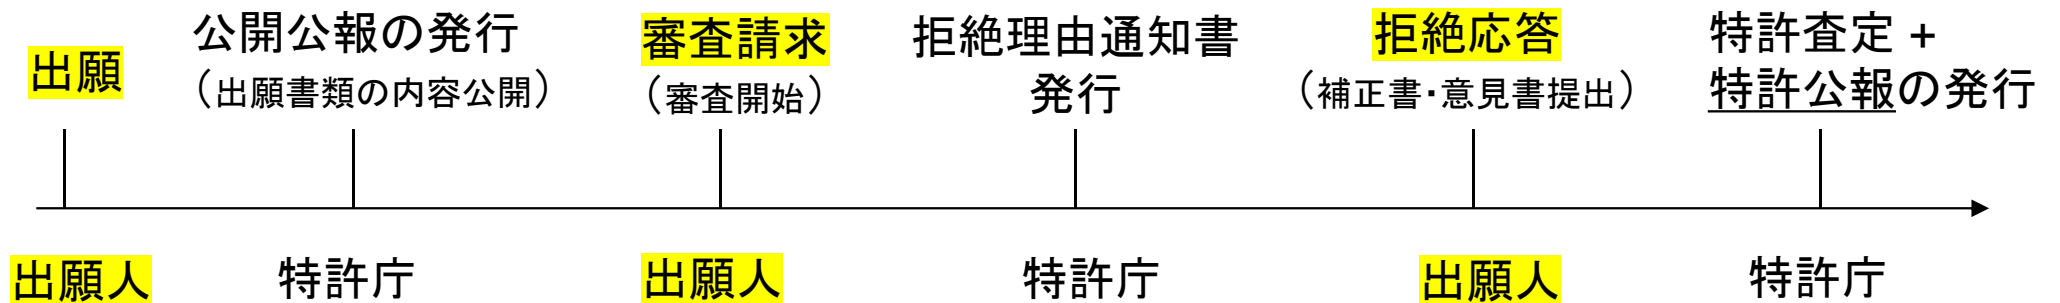 出願
公開公報の発行
（出願書類の内容公開）
審査請求
（審査開始）
拒絶理由通知書
発行
拒絶応答
（補正書・意見書提出）
特許査定 +
特許公報の発行
出願人
特許庁
出願人
特許庁
出願人
特許庁